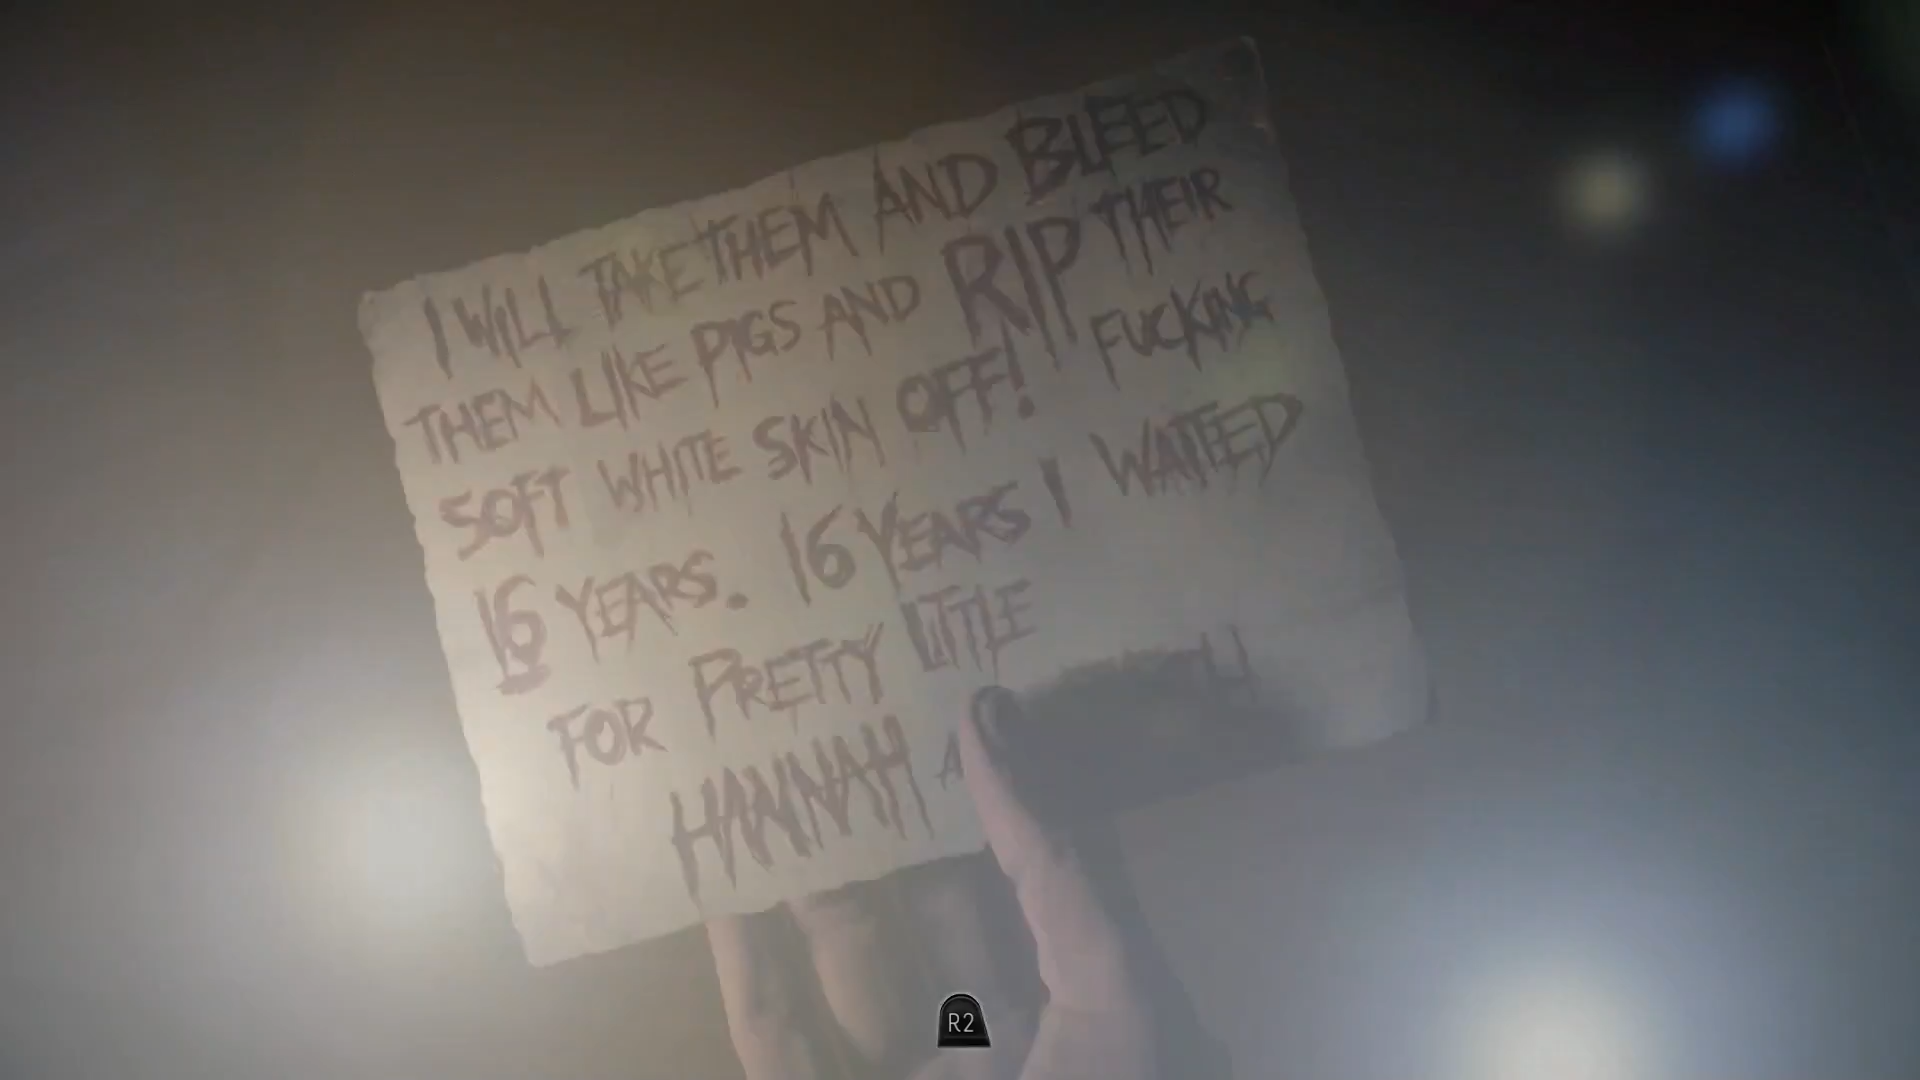 I WILL TAKE THEM AND BLEED
THEM LIKE PIGS AND RIP THEIR
SOFT WHITE SKIN OFF! FUCKING
16 YEARS. 16 YEARS I WAITED
FOR PRETTY LITTLE
HANNAH
R2